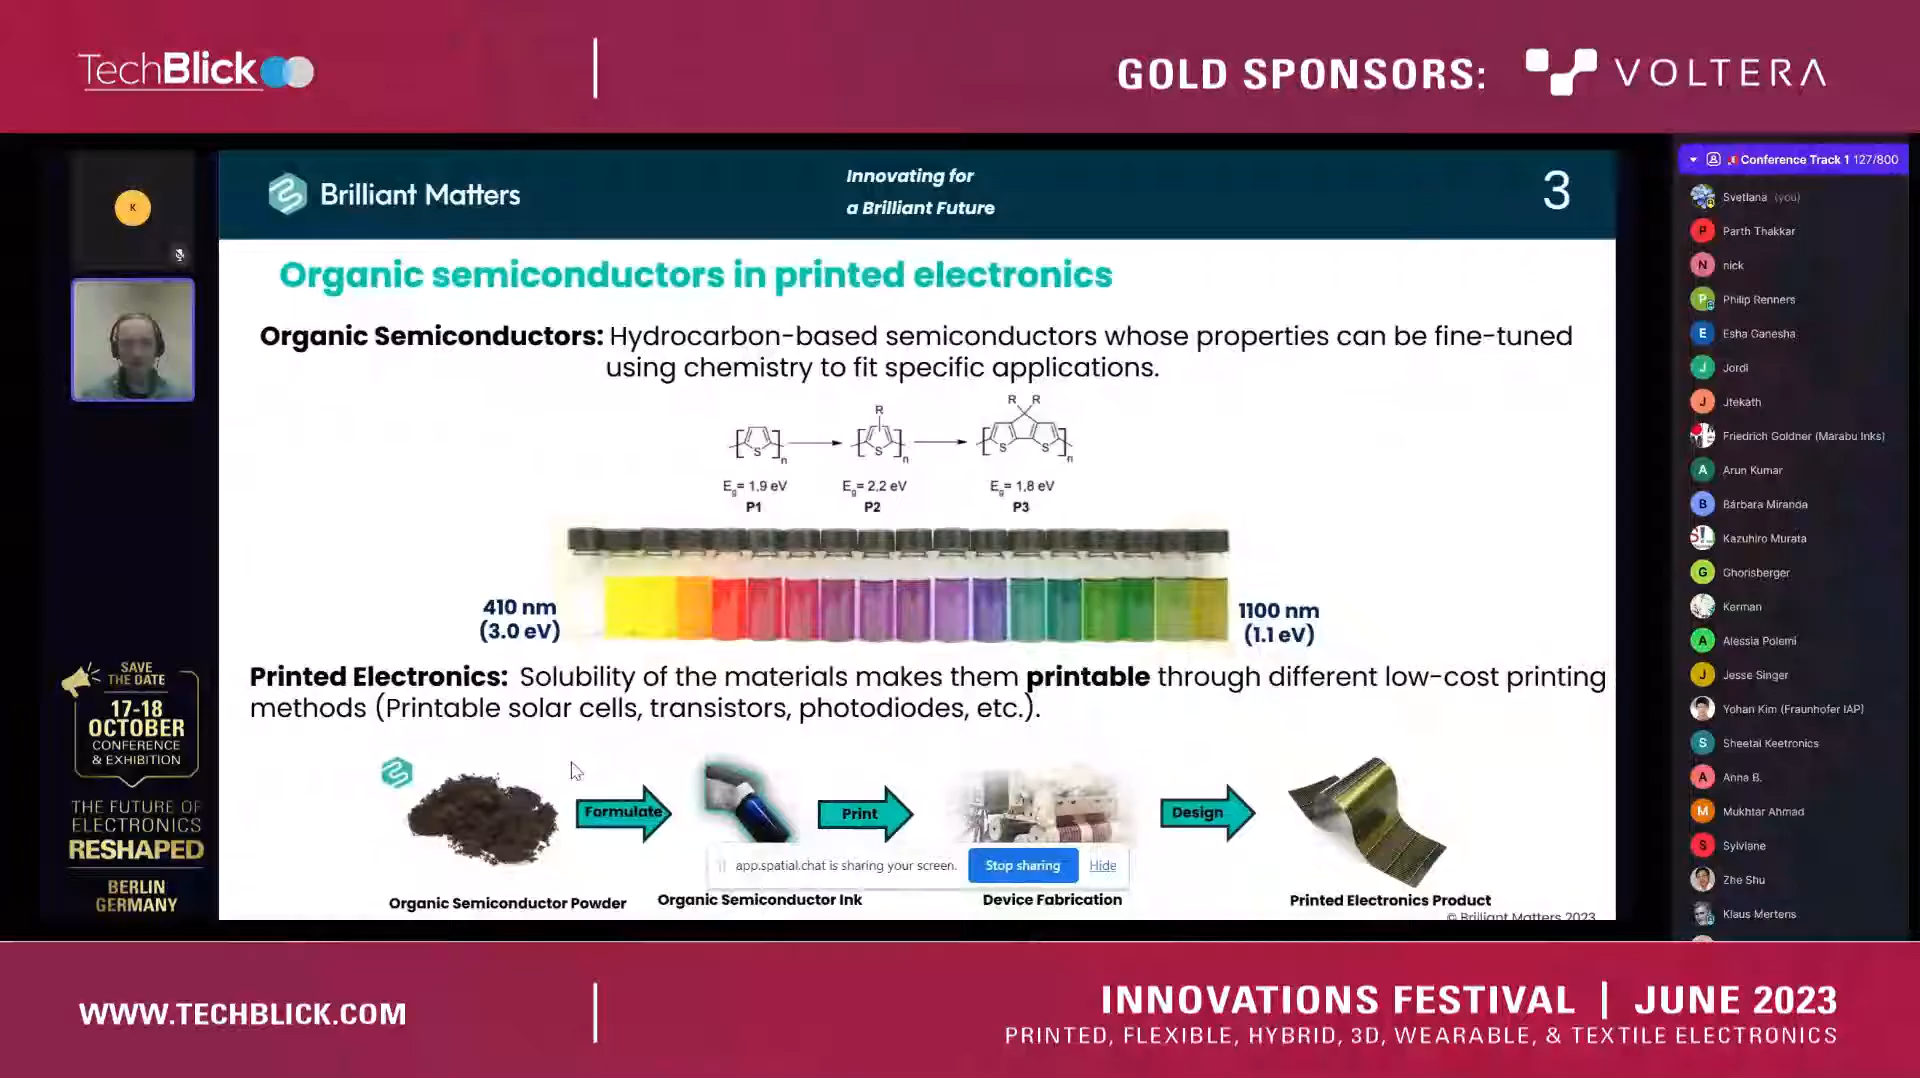 TechBlick
GOLD SPONSORS:
VOLTERA
K
Brilliant Matters
Innovating for
a Brilliant Future
3
Organic semiconductors in printed electronics
Organic Semiconductors: Hydrocarbon-based semiconductors whose properties can be fine-tuned
using chemistry to fit specific applications.
R
R R
S
S
S S
n
n
n
Eg= 1,9 eV
Eg= 2,2 eV
Eg= 1,8 eV
P1
P2
P3
410 nm
(3.0 eV)
1100 nm
(1.1 eV)
Printed Electronics: Solubility of the materials makes them printable through different low-cost printing
methods (Printable solar cells, transistors, photodiodes, etc.).
Formulate
Print
Design
app.spatial.chat is sharing your screen.
Stop sharing
Hide
Organic Semiconductor Powder
Organic Semiconductor Ink
Device Fabrication
Printed Electronics Product
© Brilliant Matters 2023
SAVE
THE DATE
17-18
OCTOBER
CONFERENCE
& EXHIBITION
THE FUTURE OF
ELECTRONICS
RESHAPED
BERLIN
GERMANY
Conference Track 1 127/800
Svetlana (you)
P Parth Thakkar
N nick
P Philip Renners
E Esha Ganesha
J Jordi
J Jtekath
Friedrich Goldner (Marabu Inks)
A Arun Kumar
B Bárbara Miranda
Kazuhiro Murata
G Ghorisberger
Kerman
A Alessia Polemi
J Jesse Singer
Yohan Kim (Fraunhofer IAP)
S Sheetal Keetronics
A Anna B.
M Mukhtar Ahmad
S Sylviane
Zhe Shu
Klaus Mertens
WWW.TECHBLICK.COM
INNOVATIONS FESTIVAL | JUNE 2023
PRINTED, FLEXIBLE, HYBRID, 3D, WEARABLE, & TEXTILE ELECTRONICS